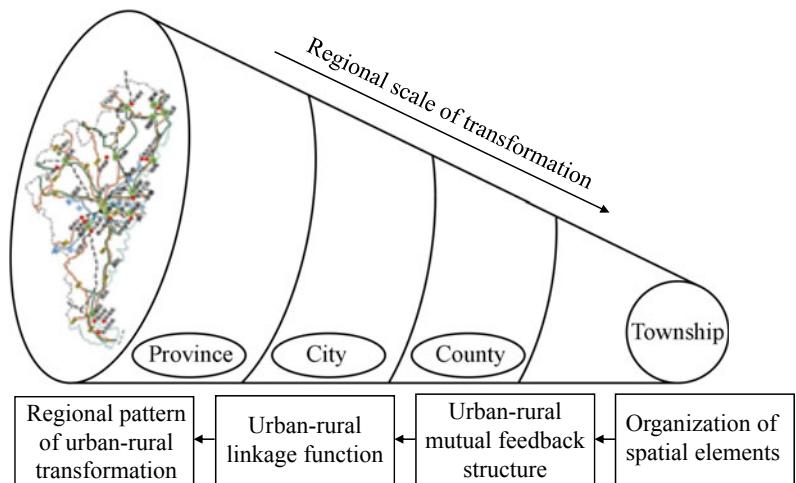 Regional scale of transformation
Province
City
County
Township
Regional pattern
of urban-rural
transformation
Urban-rural
linkage function
Urban-rural
mutual feedback
structure
Organization of
spatial elements